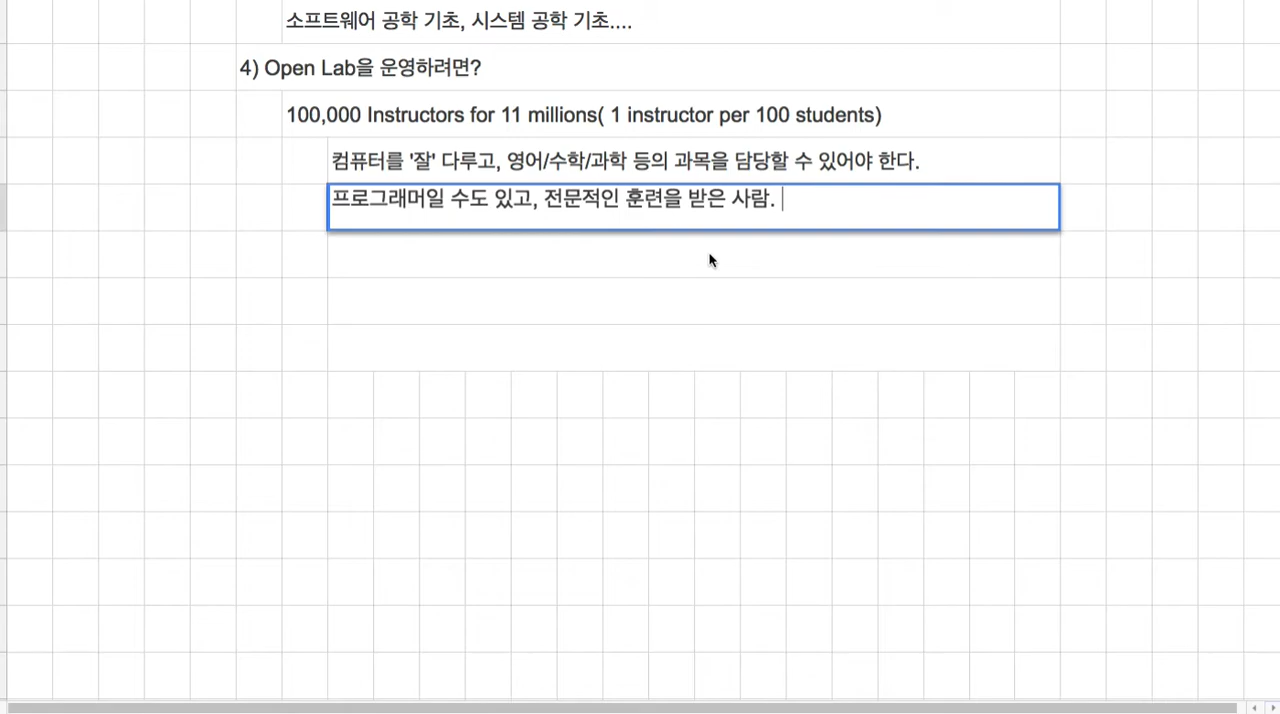 소프트웨어 공학 기초, 시스템 공학 기초....
4) Open Lab을 운영하려면?
100,000 Instructors for 11 millions( 1 instructor per 100 students)
컴퓨터를 '잘' 다루고, 영어/수학/과학 등의 과목을 담당할 수 있어야 한다.
프로그래머일 수도 있고, 전문적인 훈련을 받은 사람.